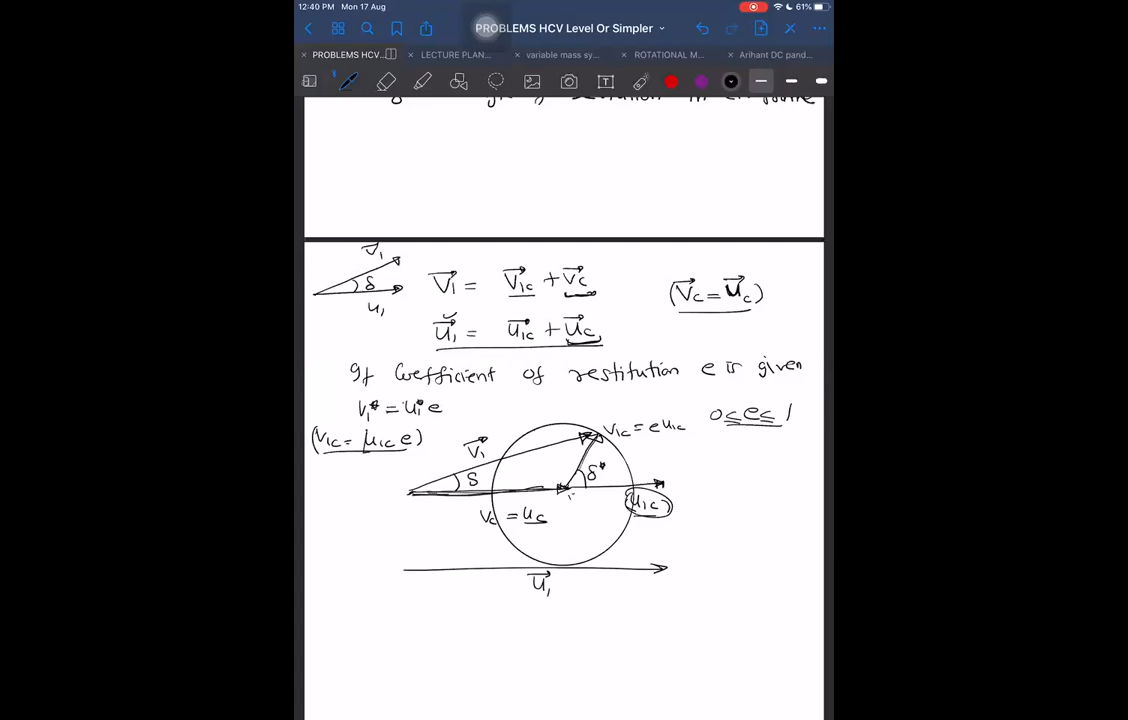 12:40 PM Mon 17 Aug
61%
PROBLEMS HCV Level Or Simpler
PROBLEMS HCV...
LECTURE PLAN...
variable mass sy...
ROTATIONAL M...
Arihant DC pand...
V⃗₁ δ u₁
V⃗₁ = V⃗₁c + V⃗c
(V⃗c = u⃗c)
u⃗₁ = u⃗₁c + u⃗c
If Coefficient of restitution e is given
V₁* = u₁* e
0 ≤ e ≤ 1
(V₁c = μ₁c e)
V₁c = e u₁c
V⃗₁
δ
δ*
Vc = uc
(u₁c)
u⃗₁